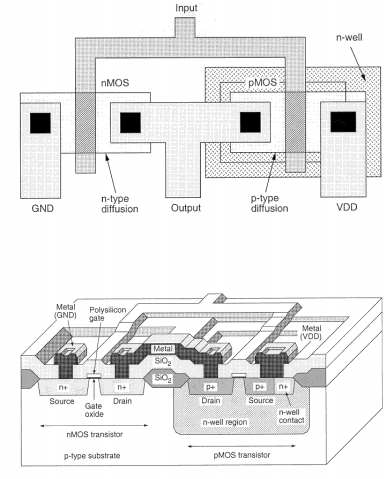 Input
n-well
nMOS
pMOS
n-type
diffusion
p-type
diffusion
GND
Output
VDD
Polysilicon
gate
Metal
(GND)
Metal
(VDD)
Metal
SiO2
SiO2
n+
n+
p+
p+
n+
Source
Gate
oxide
Drain
Drain
Source
n-well
contact
n-well region
nMOS transistor
pMOS transistor
p-type substrate